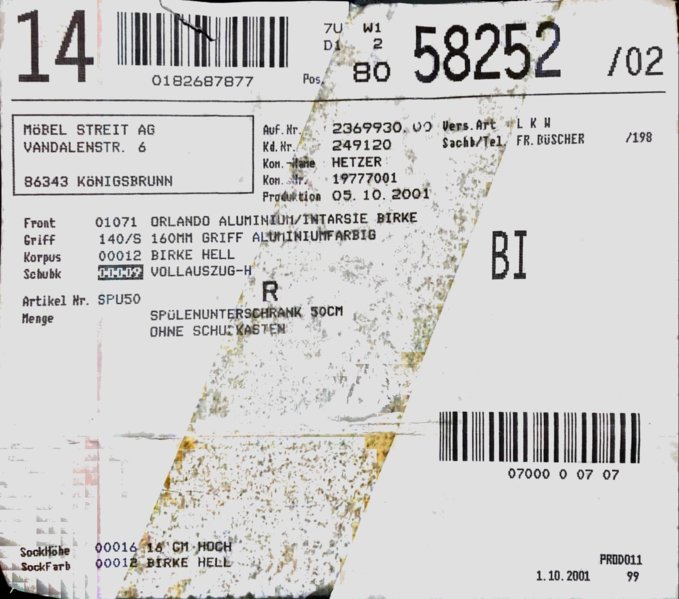 14
0182687877
7U W1
D1 2
Pos. 80
58252 /02
MÖBEL STREIT AG
VANDALENSTR. 6
86343 KÖNIGSBRUNN
Auf.Nr. 2369930.00
Kd.Nr. 249120
Kom.-Name HETZER
Kom. Nr. 19777001
Produktion 05.10.2001
Vers.Art L K W
Sachb/Tel. FR.BÜSCHER /198
Front 01071 ORLANDO ALUMINIUM/INTARSIE BIRKE
Griff 140/S 160MM GRIFF ALUMINIUMFARBIG
Korpus 00012 BIRKE HELL
Schubk 00009 VOLLAUSZUG-H
BI
R
Artikel Nr. SPU50
Menge SPÜLENUNTERSCHRANK 50CM
OHNE SCHUBKASTEN
07000 0 07 07
SockHöhe 00016 16 CM HOCH
SockFarb 00012 BIRKE HELL
PROD011
1.10.2001 99